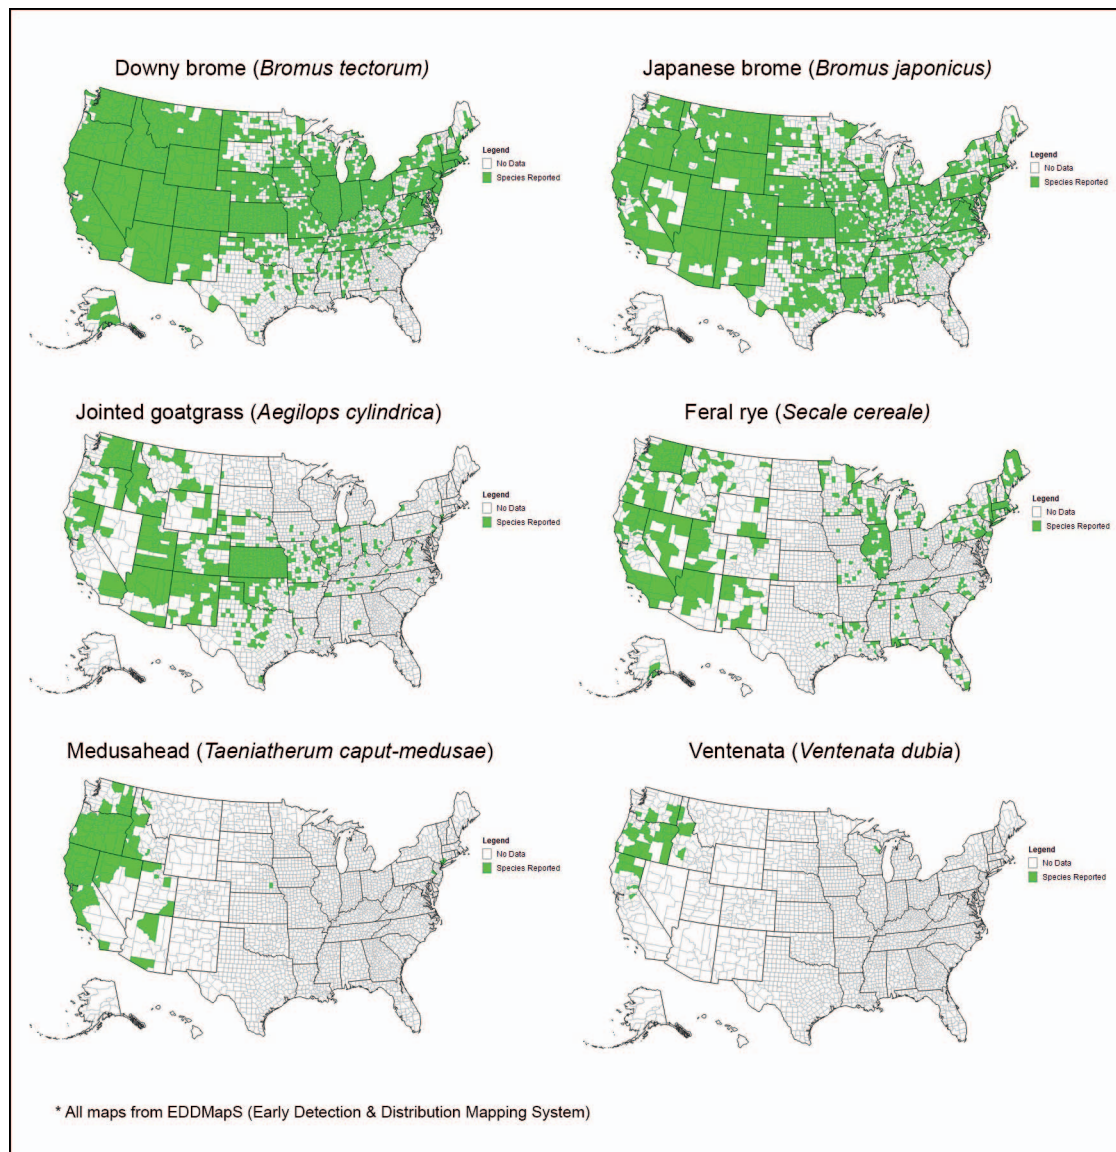 Downy brome (Bromus tectorum)
Japanese brome (Bromus japonicus)
Legend
No Data
Species Reported
Legend
No Data
Species Reported
Jointed goatgrass (Aegilops cylindrica)
Feral rye (Secale cereale)
Legend
No Data
Species Reported
Legend
No Data
Species Reported
Medusahead (Taeniatherum caput-medusae)
Ventenata (Ventenata dubia)
Legend
No Data
Species Reported
Legend
No Data
Species Reported
* All maps from EDDMapS (Early Detection & Distribution Mapping System)